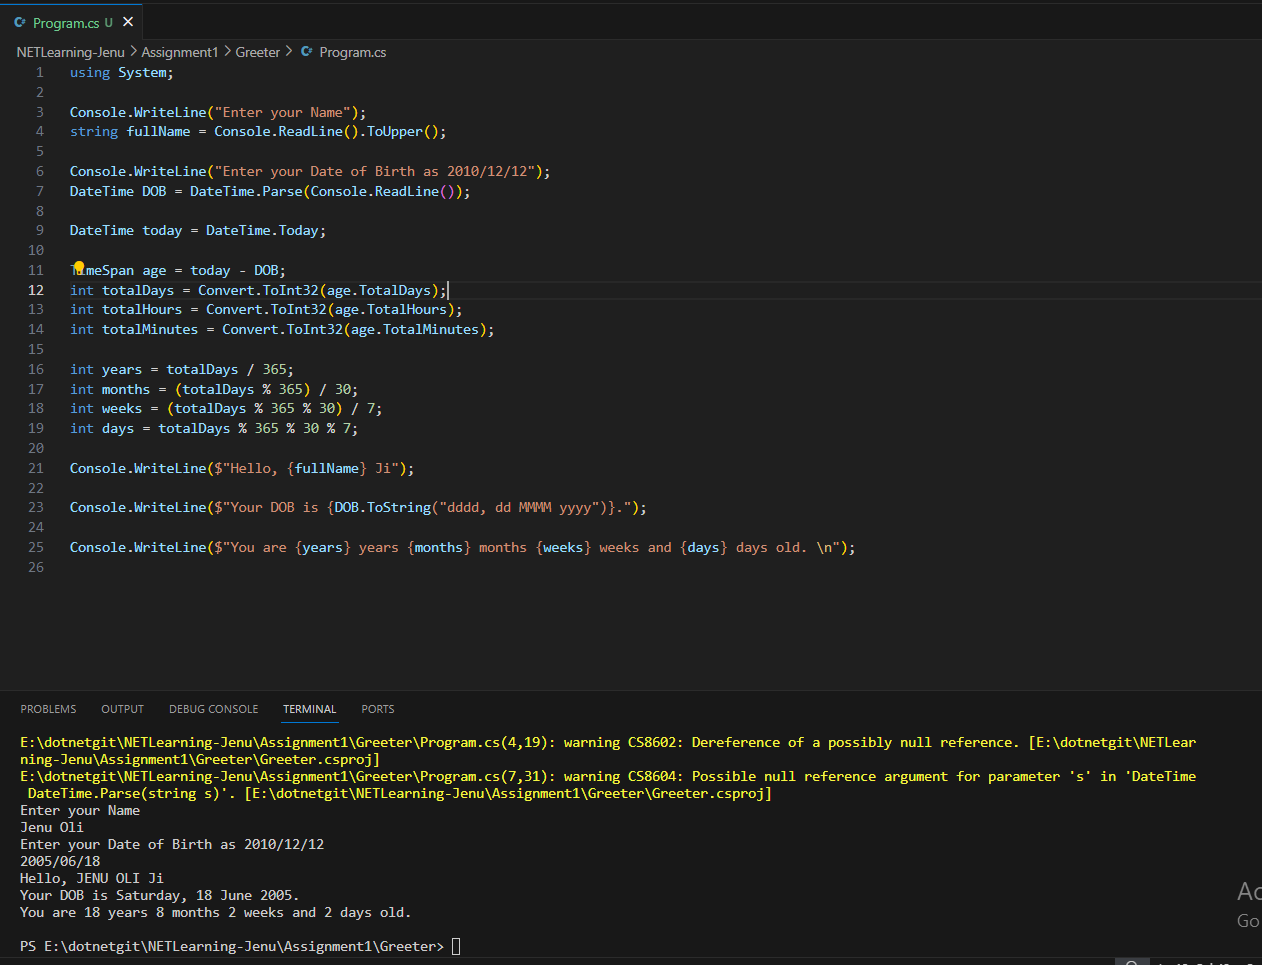 Program.cs U
NETLearning-Jenu > Assignment1 > Greeter > Program.cs
1 using System;
2
3 Console.WriteLine("Enter your Name");
4 string fullName = Console.ReadLine().ToUpper();
5
6 Console.WriteLine("Enter your Date of Birth as 2010/12/12");
7 DateTime DOB = DateTime.Parse(Console.ReadLine());
8
9 DateTime today = DateTime.Today;
10
11 TimeSpan age = today - DOB;
12 int totalDays = Convert.ToInt32(age.TotalDays);
13 int totalHours = Convert.ToInt32(age.TotalHours);
14 int totalMinutes = Convert.ToInt32(age.TotalMinutes);
15
16 int years = totalDays / 365;
17 int months = (totalDays % 365) / 30;
18 int weeks = (totalDays % 365 % 30) / 7;
19 int days = totalDays % 365 % 30 % 7;
20
21 Console.WriteLine($"Hello, {fullName} Ji");
22
23 Console.WriteLine($"Your DOB is {DOB.ToString("dddd, dd MMMM yyyy")}.");
24
25 Console.WriteLine($"You are {years} years {months} months {weeks} weeks and {days} days old. \n");
26
PROBLEMS OUTPUT DEBUG CONSOLE TERMINAL PORTS
E:\dotnetgit\NETLearning-Jenu\Assignment1\Greeter\Program.cs(4,19): warning CS8602: Dereference of a possibly null reference. [E:\dotnetgit\NETLear
ning-Jenu\Assignment1\Greeter\Greeter.csproj]
E:\dotnetgit\NETLearning-Jenu\Assignment1\Greeter\Program.cs(7,31): warning CS8604: Possible null reference argument for parameter 's' in 'DateTime
DateTime.Parse(string s)'. [E:\dotnetgit\NETLearning-Jenu\Assignment1\Greeter\Greeter.csproj]
Enter your Name
Jenu Oli
Enter your Date of Birth as 2010/12/12
2005/06/18
Hello, JENU OLI Ji
Your DOB is Saturday, 18 June 2005.
You are 18 years 8 months 2 weeks and 2 days old.
PS E:\dotnetgit\NETLearning-Jenu\Assignment1\Greeter>
Ac
Go